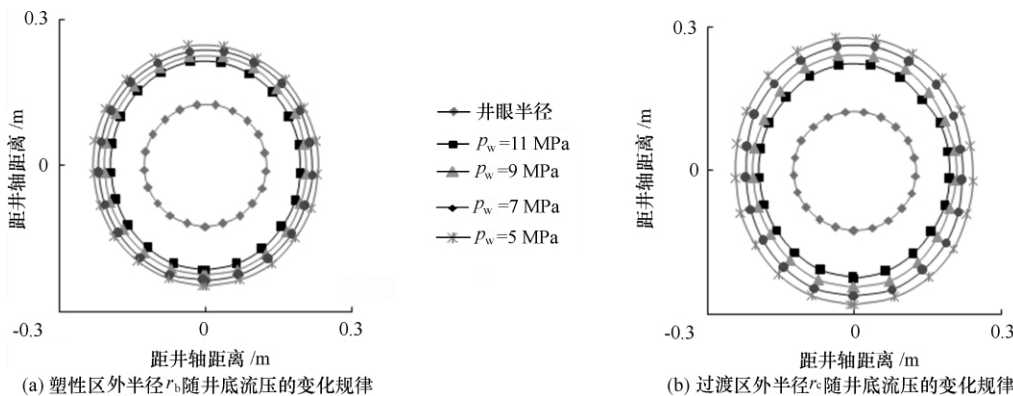 0.3
距井轴距离 /m
0
-0.3
0
0.3
距井轴距离 /m
(a) 塑性区外半径rb随井底流压的变化规律
井眼半径
pw=11 MPa
pw=9 MPa
pw=7 MPa
pw=5 MPa
0.3
距井轴距离 /m
0
-0.3
0
0.3
距井轴距离 /m
(b) 过渡区外半径rc随井底流压的变化规律